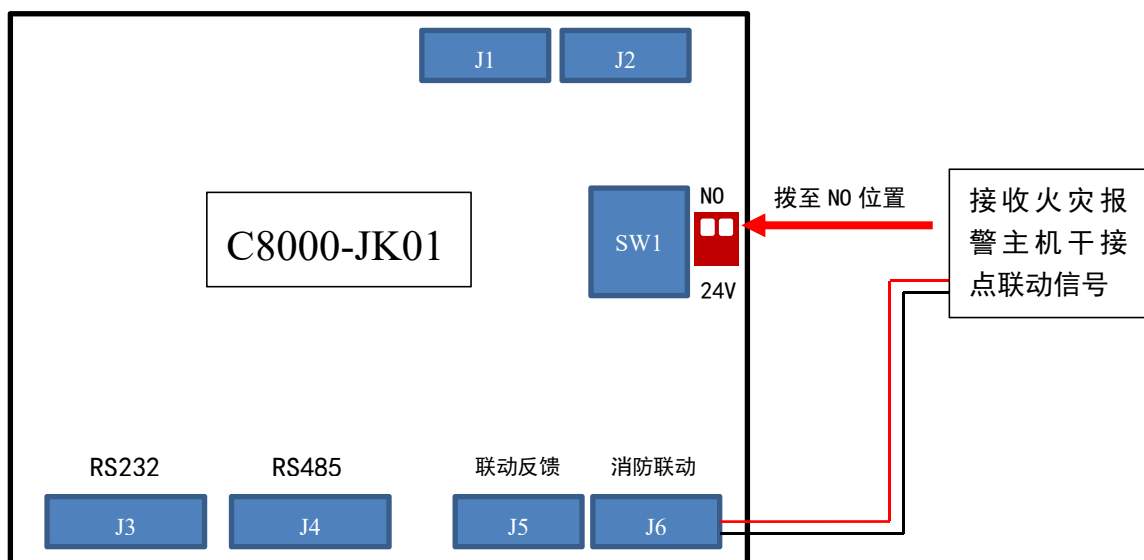 J1
J2
NO
拨至 NO 位置
接收火灾报
警主机干接
点联动信号
C8000-JK01
SW1
24V
RS232
RS485
联动反馈
消防联动
J3
J4
J5
J6